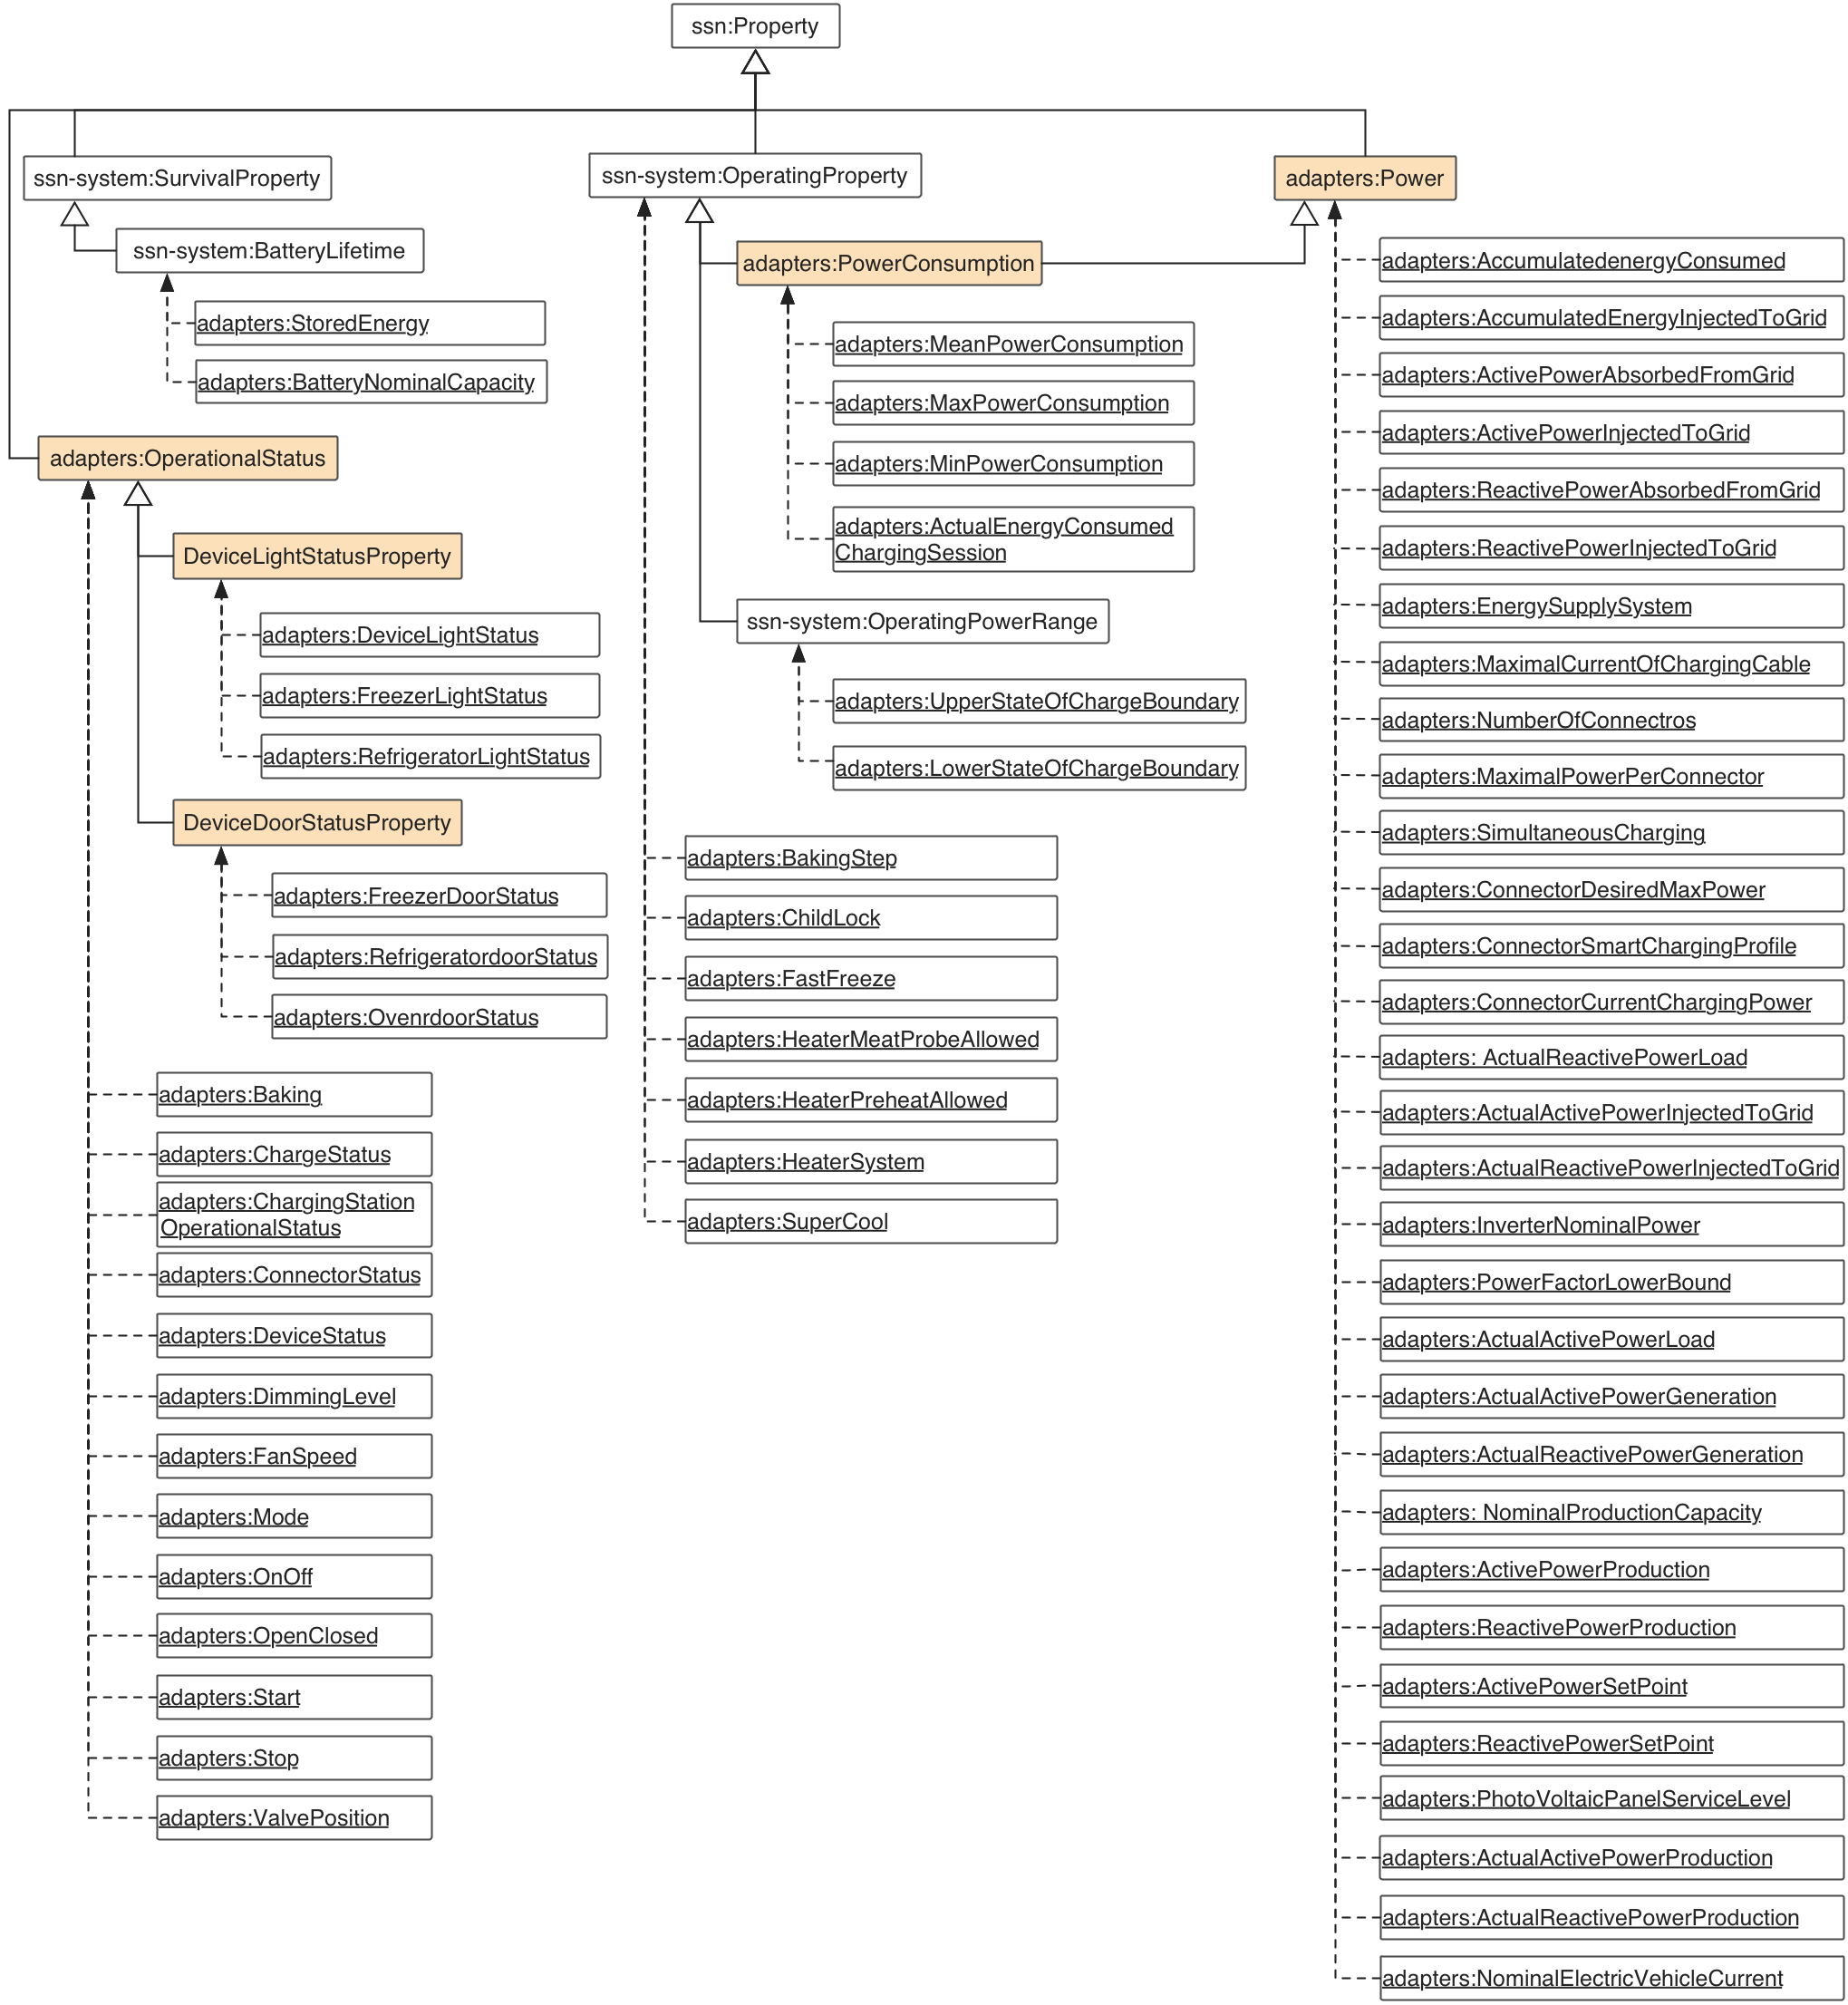 ssn:Property
ssn-system:SurvivalProperty
ssn-system:BatteryLifetime
adapters:StoredEnergy
adapters:BatteryNominalCapacity
adapters:OperationalStatus
DeviceLightStatusProperty
adapters:DeviceLightStatus
adapters:FreezerLightStatus
adapters:RefrigeratorLightStatus
DeviceDoorStatusProperty
adapters:FreezerDoorStatus
adapters:RefrigeratordoorStatus
adapters:OvenrdoorStatus
adapters:Baking
adapters:ChargeStatus
adapters:ChargingStation
OperationalStatus
adapters:ConnectorStatus
adapters:DeviceStatus
adapters:DimmingLevel
adapters:FanSpeed
adapters:Mode
adapters:OnOff
adapters:OpenClosed
adapters:Start
adapters:Stop
adapters:ValvePosition
ssn-system:OperatingProperty
adapters:PowerConsumption
adapters:MeanPowerConsumption
adapters:MaxPowerConsumption
adapters:MinPowerConsumption
adapters:ActualEnergyConsumed
ChargingSession
ssn-system:OperatingPowerRange
adapters:UpperStateOfChargeBoundary
adapters:LowerStateOfChargeBoundary
adapters:BakingStep
adapters:ChildLock
adapters:FastFreeze
adapters:HeaterMeatProbeAllowed
adapters:HeaterPreheatAllowed
adapters:HeaterSystem
adapters:SuperCool
adapters:Power
adapters:AccumulatedenergyConsumed
adapters:AccumulatedEnergyInjectedToGrid
adapters:ActivePowerAbsorbedFromGrid
adapters:ActivePowerInjectedToGrid
adapters:ReactivePowerAbsorbedFromGrid
adapters:ReactivePowerInjectedToGrid
adapters:EnergySupplySystem
adapters:MaximalCurrentOfChargingCable
adapters:NumberOfConnectros
adapters:MaximalPowerPerConnector
adapters:SimultaneousCharging
adapters:ConnectorDesiredMaxPower
adapters:ConnectorSmartChargingProfile
adapters:ConnectorCurrentChargingPower
adapters: ActualReactivePowerLoad
adapters:ActualActivePowerInjectedToGrid
adapters:ActualReactivePowerInjectedToGrid
adapters:InverterNominalPower
adapters:PowerFactorLowerBound
adapters:ActualActivePowerLoad
adapters:ActualActivePowerGeneration
adapters:ActualReactivePowerGeneration
adapters: NominalProductionCapacity
adapters:ActivePowerProduction
adapters:ReactivePowerProduction
adapters:ActivePowerSetPoint
adapters:ReactivePowerSetPoint
adapters:PhotoVoltaicPanelServiceLevel
adapters:ActualActivePowerProduction
adapters:ActualReactivePowerProduction
adapters:NominalElectricVehicleCurrent